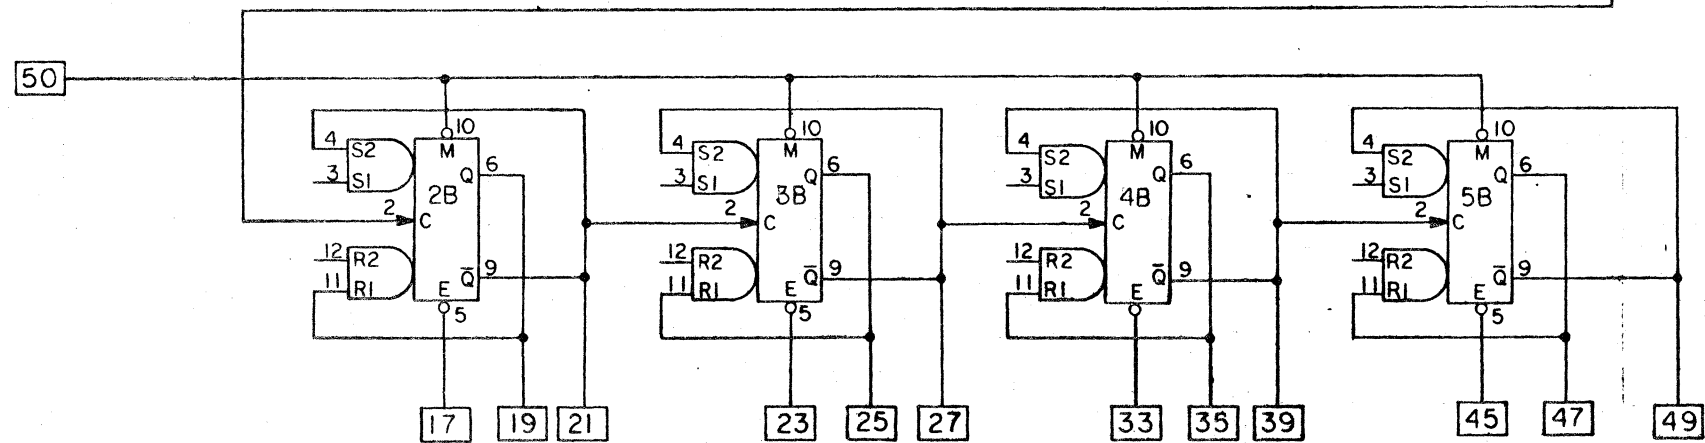 50
10 10 10 10
4 S2 M 6 4 S2 M 6 4 S2 M 6 4 S2 M 6
3 S1 Q 3 S1 Q 3 S1 Q 3 S1 Q
2B 3B 4B 5B
2 C 2 C 2 C 2 C
12 R2 Q̅ 9 12 R2 Q̅ 9 12 R2 Q̅ 9 12 R2 Q̅ 9
11 R1 E 11 R1 E 11 R1 E 11 R1 E
5 5 5
17 19 21 23 25 27 33 35 39 45 47 49